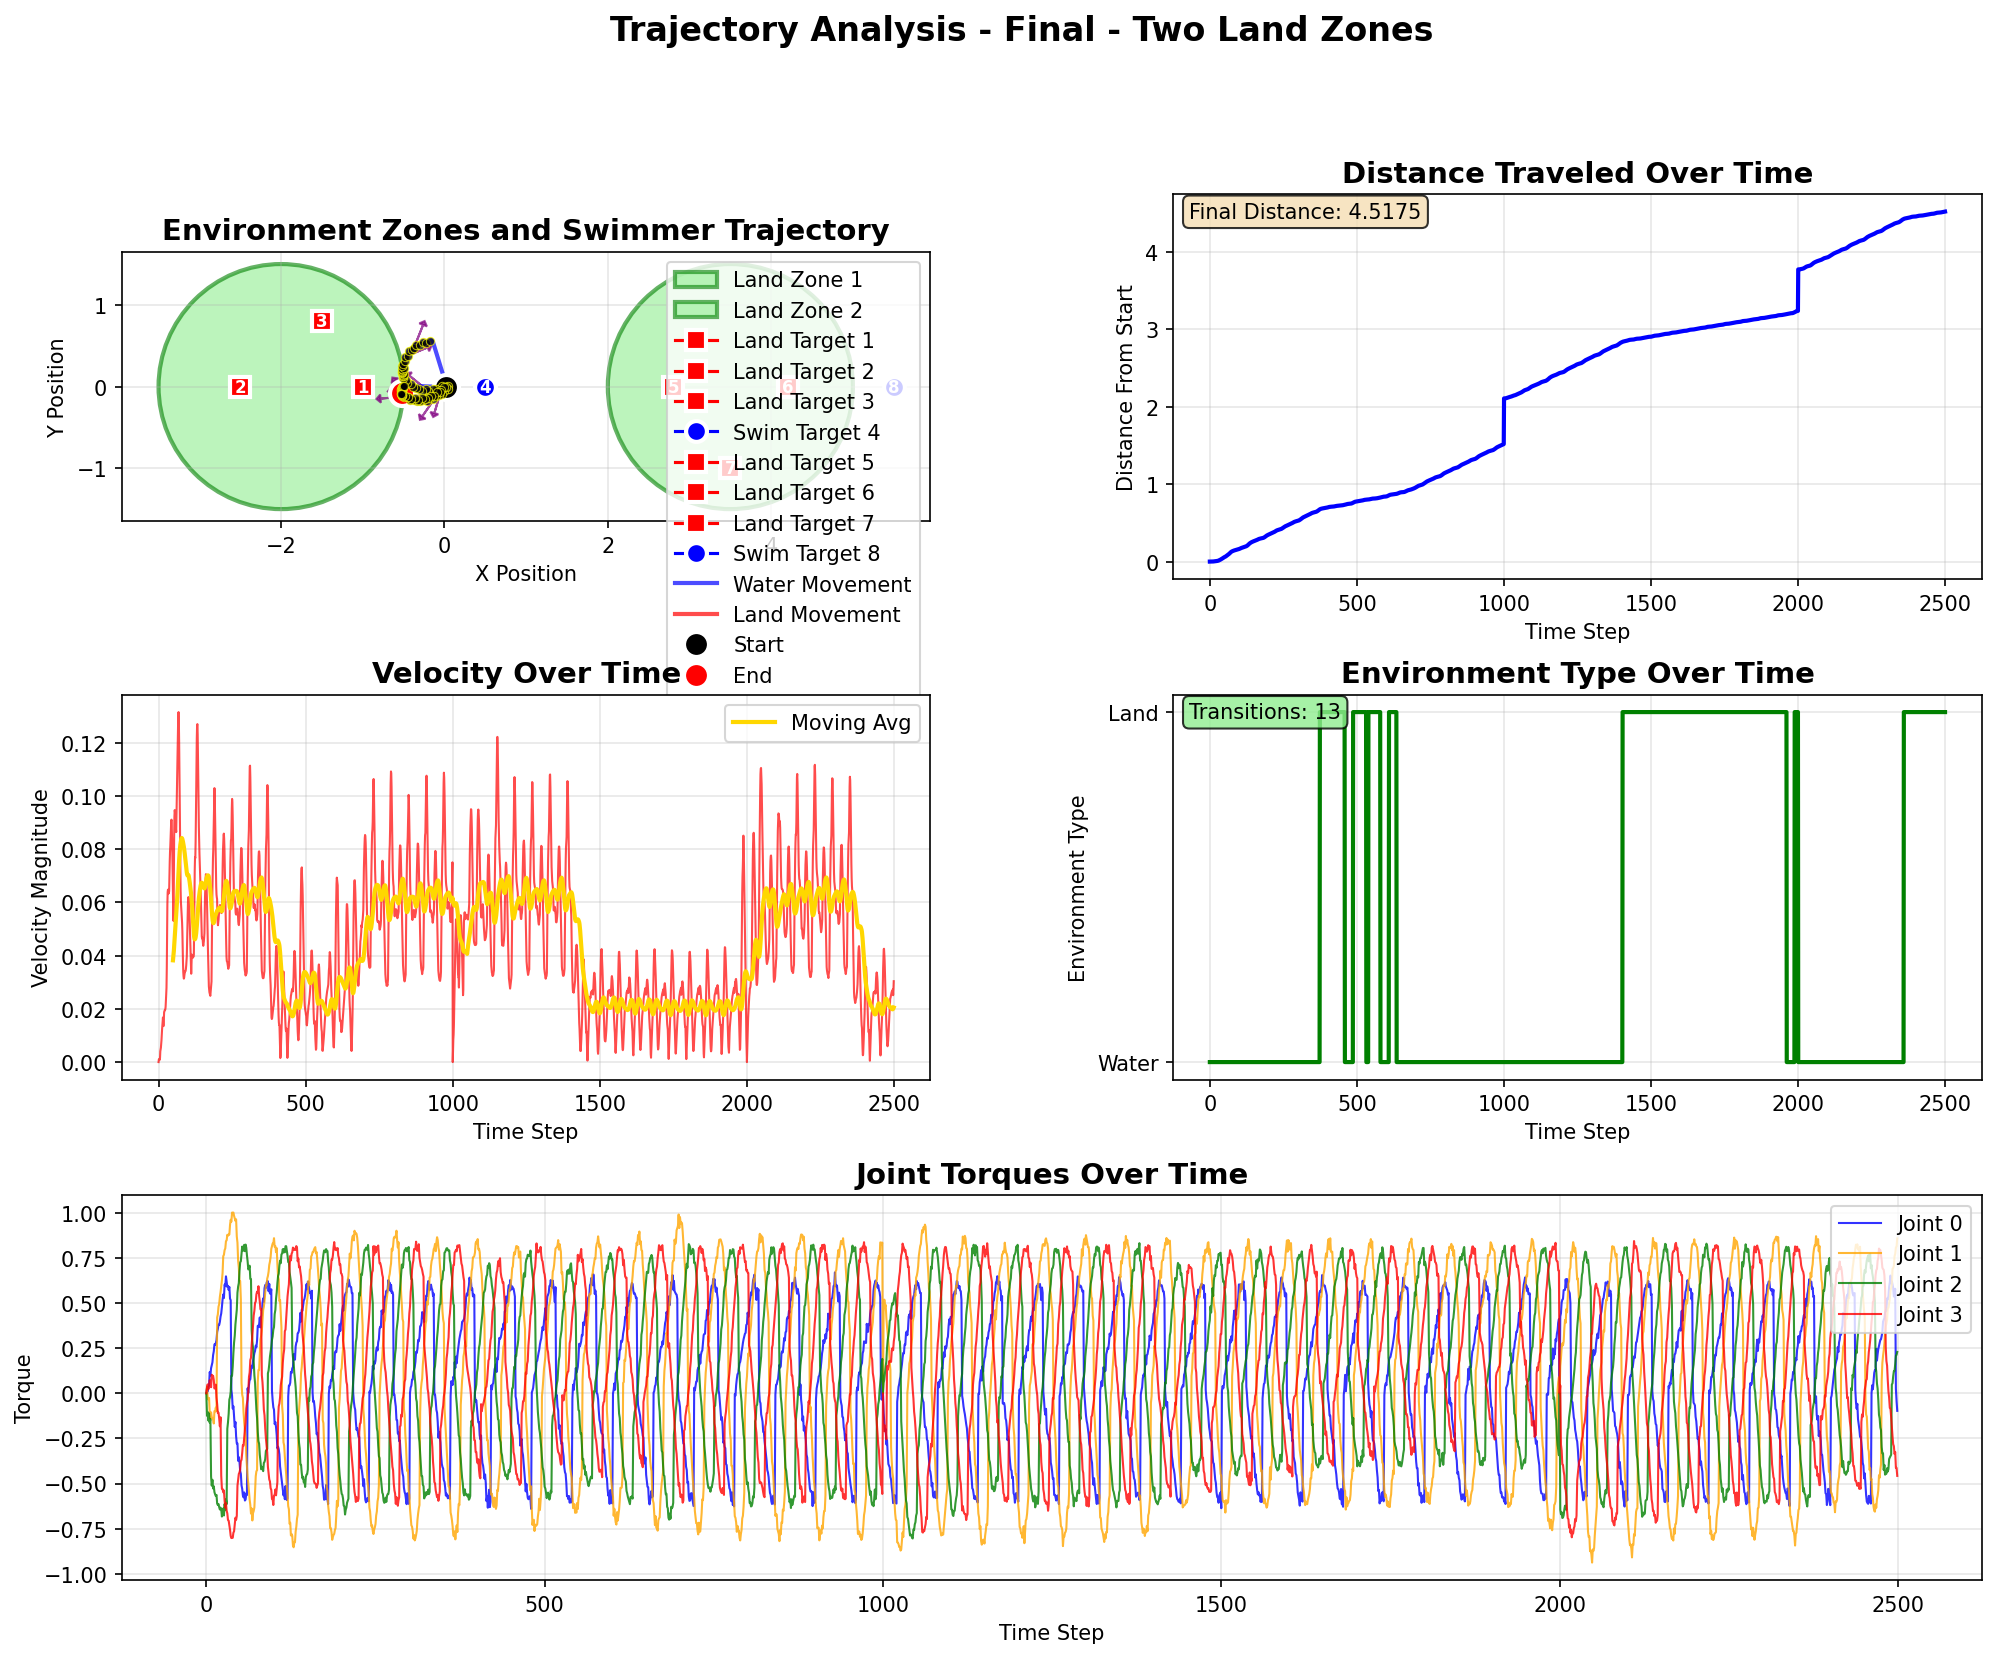 Trajectory Analysis - Final - Two Land Zones
Environment Zones and Swimmer Trajectory
Y Position
1
0
−1
−2
0
2
4
X Position
3
2
1
4
5
6
7
8
Land Zone 1
Land Zone 2
Land Target 1
Land Target 2
Land Target 3
Swim Target 4
Land Target 5
Land Target 6
Land Target 7
Swim Target 8
Water Movement
Land Movement
Start
End
Distance Traveled Over Time
Final Distance: 4.5175
Distance From Start
4
3
2
1
0
0
500
1000
1500
2000
2500
Time Step
Velocity Over Time
Moving Avg
Velocity Magnitude
0.12
0.10
0.08
0.06
0.04
0.02
0.00
0
500
1000
1500
2000
2500
Time Step
Environment Type Over Time
Transitions: 13
Environment Type
Land
Water
0
500
1000
1500
2000
2500
Time Step
Joint Torques Over Time
Joint 0
Joint 1
Joint 2
Joint 3
Torque
1.00
0.75
0.50
0.25
0.00
−0.25
−0.50
−0.75
−1.00
0
500
1000
1500
2000
2500
Time Step